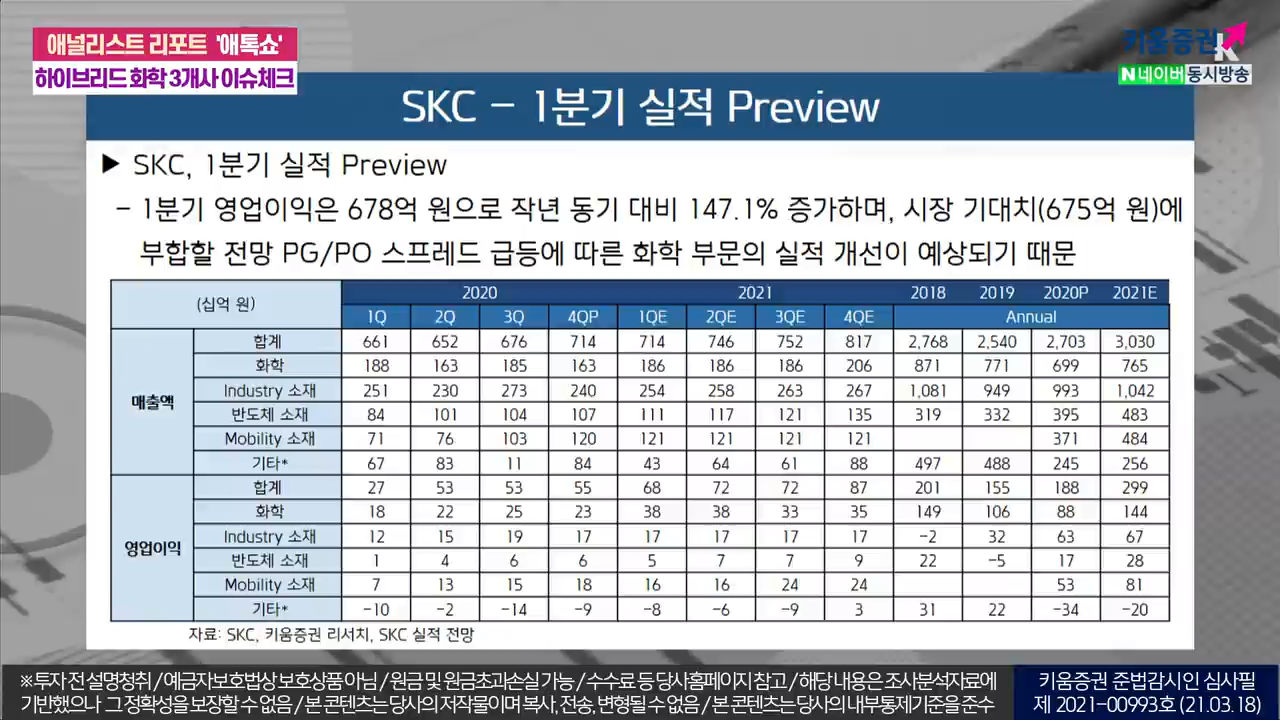 애널리스트 리포트 '애톡쇼'
하이브리드 화학 3개사 이슈체크
키움증권
N 네이버 동시방송
SKC - 1분기 실적 Preview
▶ SKC, 1분기 실적 Preview
- 1분기 영업이익은 678억 원으로 작년 동기 대비 147.1% 증가하며, 시장 기대치(675억 원)에
부합할 전망 PG/PO 스프레드 급등에 따른 화학 부문의 실적 개선이 예상되기 때문
(십억 원) 2020 2021 2018 2019 2020P 2021E
1Q 2Q 3Q 4QP 1QE 2QE 3QE 4QE Annual
매출액
합계 661 652 676 714 714 746 752 817 2,768 2,540 2,703 3,030
화학 188 163 185 163 186 186 186 206 871 771 699 765
Industry 소재 251 230 273 240 254 258 263 267 1,081 949 993 1,042
반도체 소재 84 101 104 107 111 117 121 135 319 332 395 483
Mobility 소재 71 76 103 120 121 121 121 121 371 484
기타* 67 83 11 84 43 64 61 88 497 488 245 256
영업이익
합계 27 53 53 55 68 72 72 87 201 155 188 299
화학 18 22 25 23 38 38 33 35 149 106 88 144
Industry 소재 12 15 19 17 17 17 17 17 -2 32 63 67
반도체 소재 1 4 6 6 5 7 7 9 22 -5 17 28
Mobility 소재 7 13 15 18 16 16 24 24 53 81
기타* -10 -2 -14 -9 -8 -6 -9 3 31 22 -34 -20
자료: SKC, 키움증권 리서치, SKC 실적 전망
※투자 전 설명청취 / 예금자보호법상 보호상품 아님 / 원금 및 원금초과손실 가능 / 수수료 등 당사홈페이지 참고 / 해당 내용은 조사분석자료에
기반했으나 그 정확성을 보장할 수 없음 / 본 콘텐츠는 당사의 저작물이며 복사, 전송, 변형될 수 없음 / 본 콘텐츠는 당사의 내부통제기준을 준수
키움증권 준법감시인 심사필
제 2021-00993호 (21.03.18)